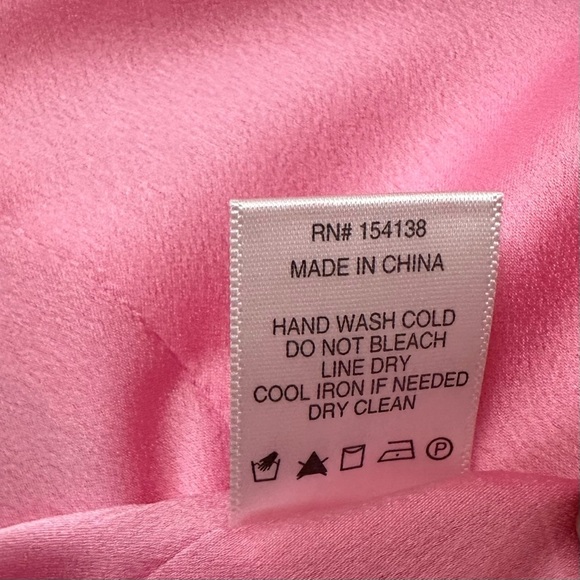 RN# 154138
MADE IN CHINA
HAND WASH COLD
DO NOT BLEACH
LINE DRY
COOL IRON IF NEEDED
DRY CLEAN
P